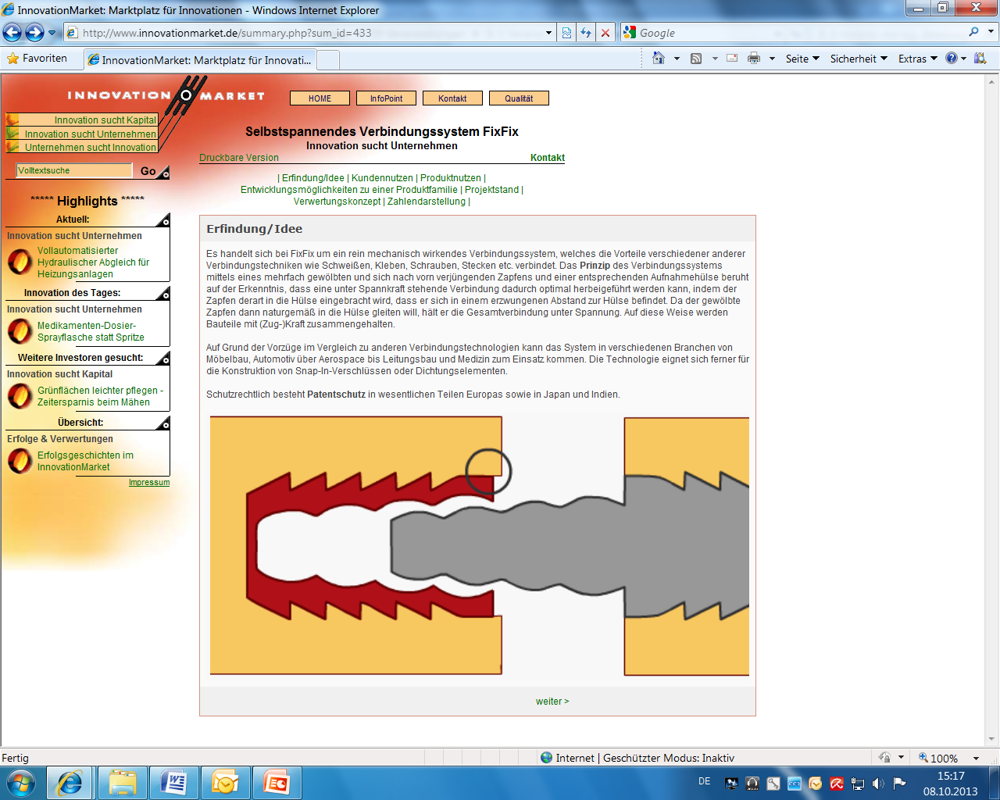 InnovationMarket: Marktplatz für Innovationen - Windows Internet Explorer
http://www.innovationmarket.de/summary.php?sum_id=433
Google
Favoriten
InnovationMarket: Marktplatz für Innovati...
Seite
Sicherheit
Extras
INNOVATION MARKET
HOME
InfoPoint
Kontakt
Qualität
Innovation sucht Kapital
Innovation sucht Unternehmen
Unternehmen sucht Innovation
Volltextsuche
Go
***** Highlights *****
Aktuell:
Innovation sucht Unternehmen
Vollautomatisierter
Hydraulischer Abgleich für
Heizungsanlagen
Innovation des Tages:
Innovation sucht Unternehmen
Medikamenten-Dosier-
Sprayflasche statt Spritze
Weitere Investoren gesucht:
Innovation sucht Kapital
Grünflächen leichter pflegen -
Zeitersparnis beim Mähen
Übersicht:
Erfolge & Verwertungen
Erfolgsgeschichten im
InnovationMarket
Impressum
Selbstspannendes Verbindungssystem FixFix
Innovation sucht Unternehmen
Druckbare Version
Kontakt
| Erfindung/Idee | Kundennutzen | Produktnutzen |
Entwicklungsmöglichkeiten zu einer Produktfamilie | Projektstand |
Verwertungskonzept | Zahlendarstellung |
Erfindung/Idee
Es handelt sich bei FixFix um ein rein mechanisch wirkendes Verbindungssystem, welches die Vorteile verschiedener anderer
Verbindungstechniken wie Schweißen, Kleben, Schrauben, Stecken etc. verbindet. Das Prinzip des Verbindungssystems
mittels eines mehrfach gewölbten und sich nach vorn verjüngenden Zapfens und einer entsprechenden Aufnahmehülse beruht
auf der Erkenntnis, dass eine unter Spannkraft stehende Verbindung dadurch optimal herbeigeführt werden kann, indem der
Zapfen derart in die Hülse eingebracht wird, dass er sich in einem erzwungenen Abstand zur Hülse befindet. Da der gewölbte
Zapfen dann naturgemäß in die Hülse gleiten will, hält er die Gesamtverbindung unter Spannung. Auf diese Weise werden
Bauteile mit (Zug-)Kraft zusammengehalten.
Auf Grund der Vorzüge im Vergleich zu anderen Verbindungstechnologien kann das System in verschiedenen Branchen von
Möbelbau, Automotiv über Aerospace bis Leitungsbau und Medizin zum Einsatz kommen. Die Technologie eignet sich ferner für
die Konstruktion von Snap-In-Verschlüssen oder Dichtungselementen.
Schutzrechtlich besteht Patentschutz in wesentlichen Teilen Europas sowie in Japan und Indien.
weiter >
Fertig
Internet | Geschützter Modus: Inaktiv
100%
DE
15:17
08.10.2013